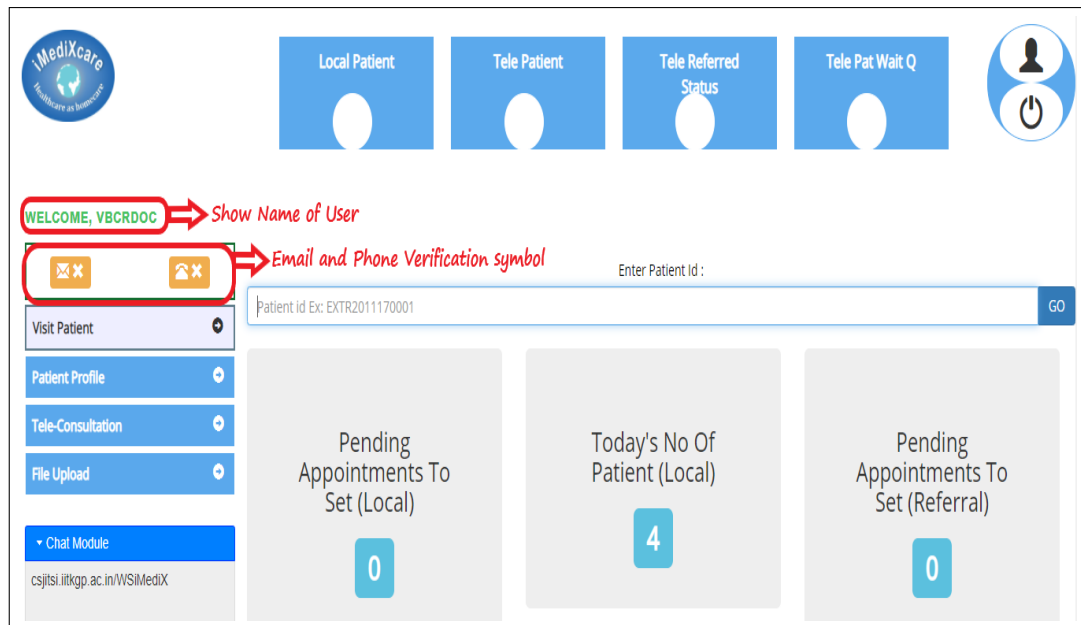 iMediXcare
Healthcare as homecare
Local Patient
Tele Patient
Tele Referred
Status
Tele Pat Wait Q
WELCOME, VBCRDOC
Show Name of User
Email and Phone Verification symbol
Enter Patient Id :
Patient id Ex: EXTR2011170001
GO
Visit Patient
Patient Profile
Tele-Consultation
File Upload
Chat Module
csjitsi.iitkgp.ac.in/WSiMediX
Pending
Appointments To
Set (Local)
0
Today's No Of
Patient (Local)
4
Pending
Appointments To
Set (Referral)
0